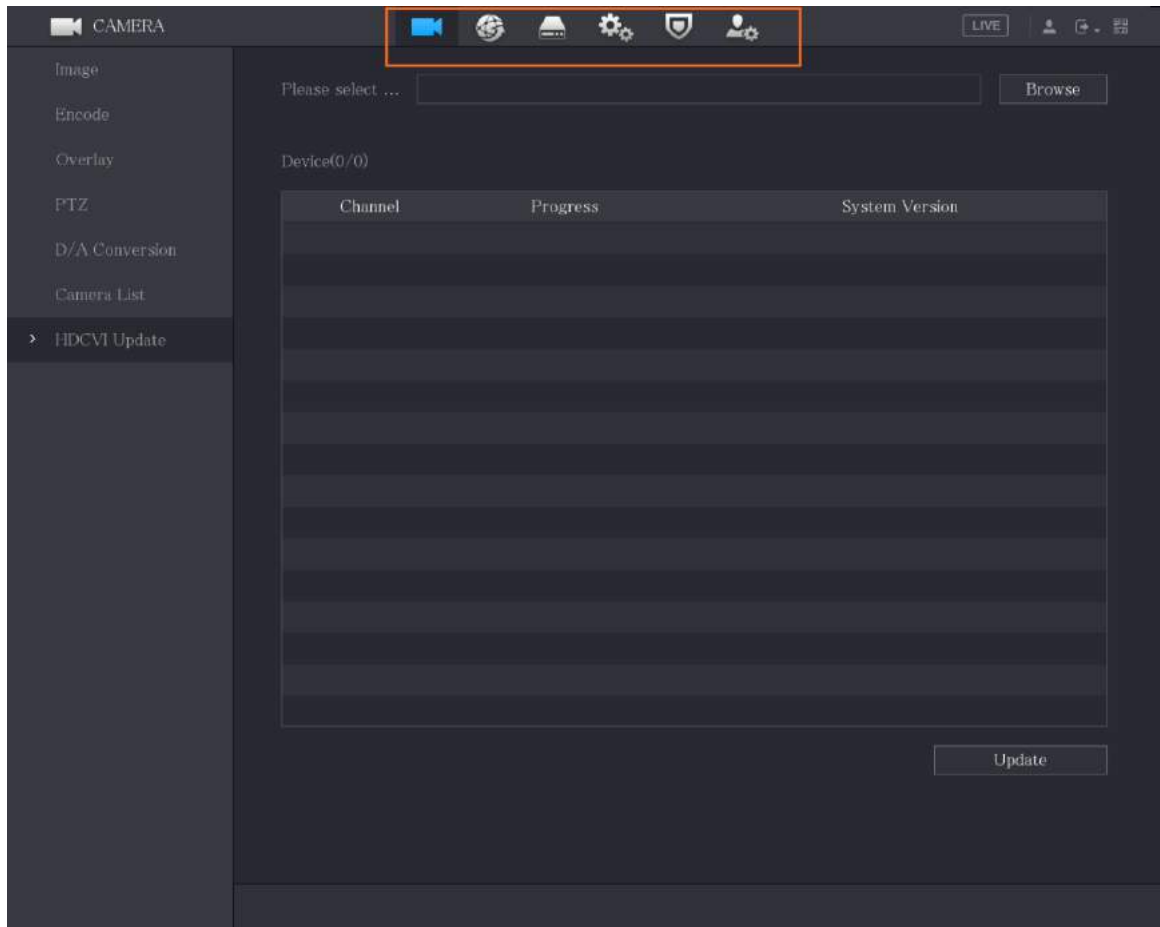 CAMERA
LIVE
Image
Encode
Overlay
PTZ
D/A Conversion
Camera List
HDCVI Update
Please select ...
Browse
Device(0/0)
Channel Progress System Version
Update